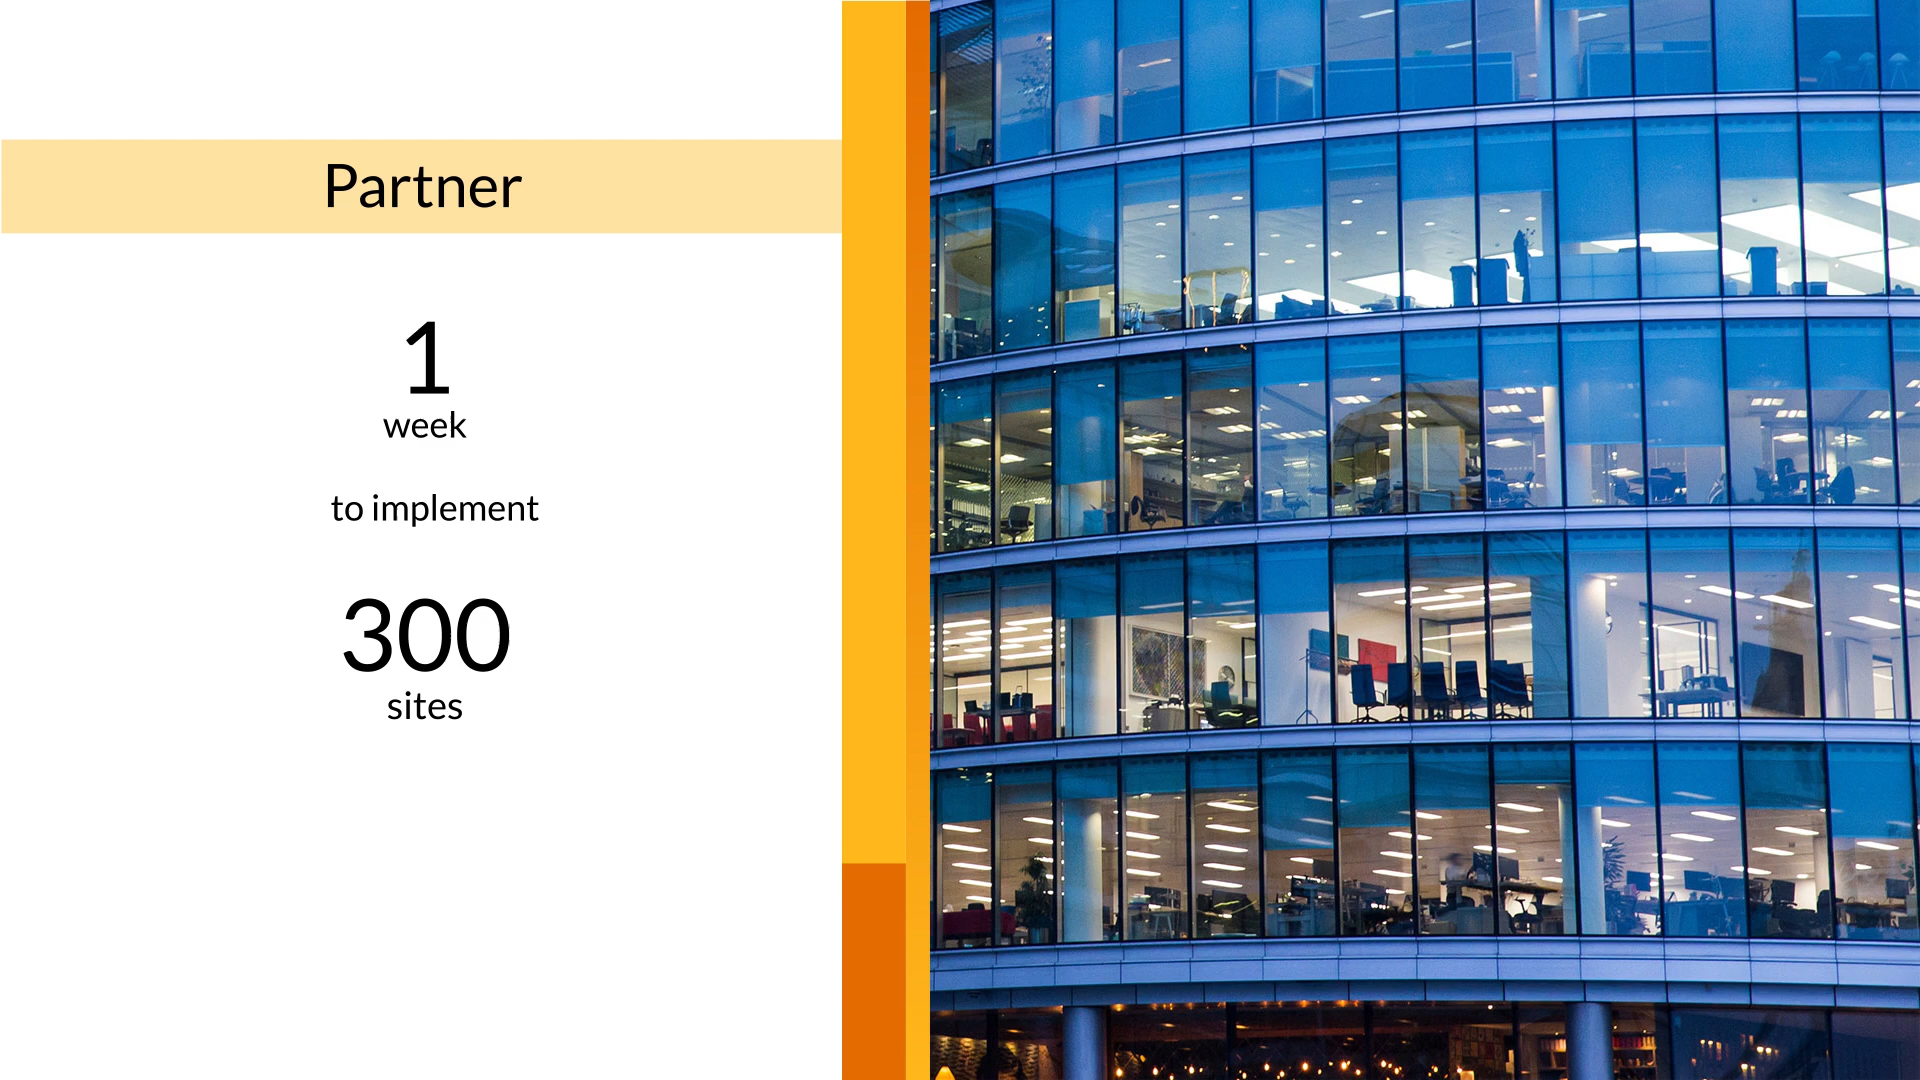 Partner
1
week
to implement
300
sites